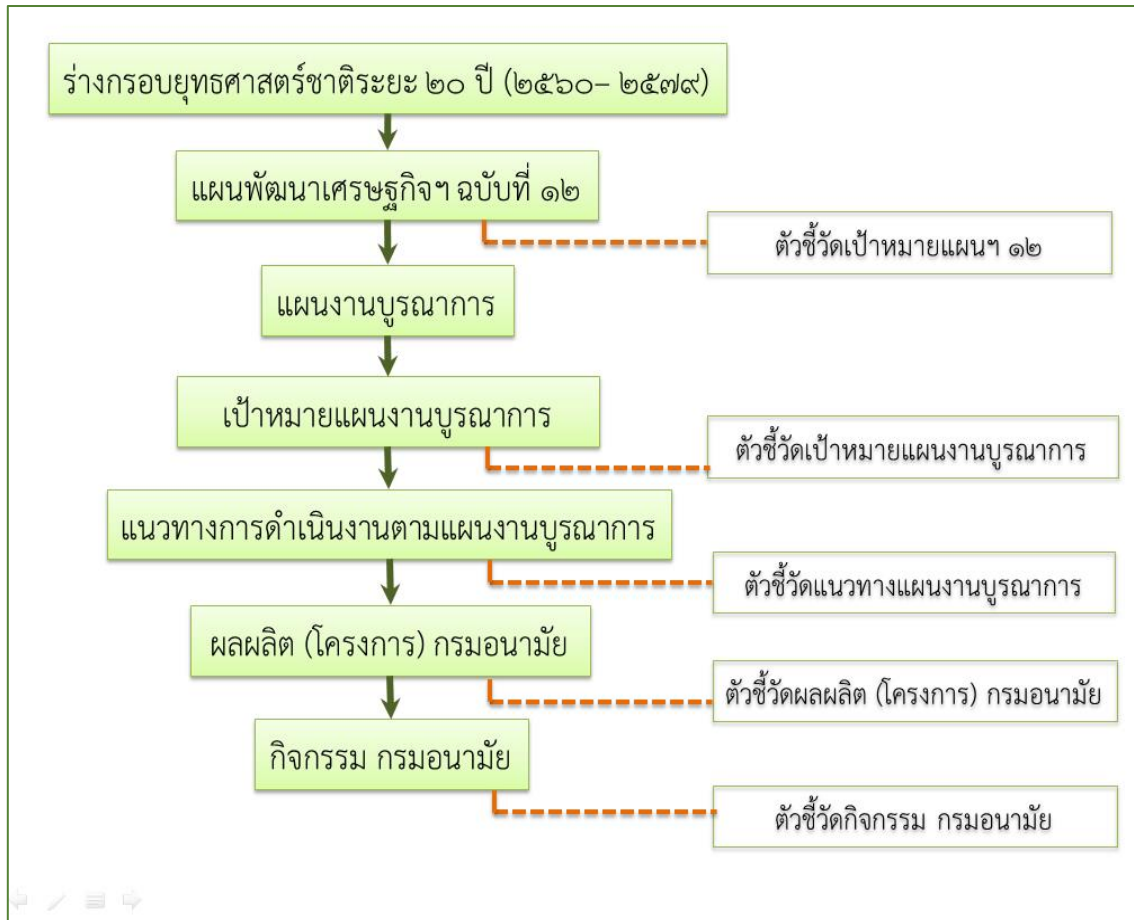 ร่างกรอบยุทธศาสตร์ชาติระยะ ๒๐ ปี (๒๕๖๐– ๒๕๗๙)
แผนพัฒนาเศรษฐกิจฯ ฉบับที่ ๑๒
ตัวชี้วัดเป้าหมายแผนฯ ๑๒
แผนงานบูรณาการ
เป้าหมายแผนงานบูรณาการ
ตัวชี้วัดเป้าหมายแผนงานบูรณาการ
แนวทางการดำเนินงานตามแผนงานบูรณาการ
ตัวชี้วัดแนวทางแผนงานบูรณาการ
ผลผลิต (โครงการ) กรมอนามัย
ตัวชี้วัดผลผลิต (โครงการ) กรมอนามัย
กิจกรรม กรมอนามัย
ตัวชี้วัดกิจกรรม กรมอนามัย